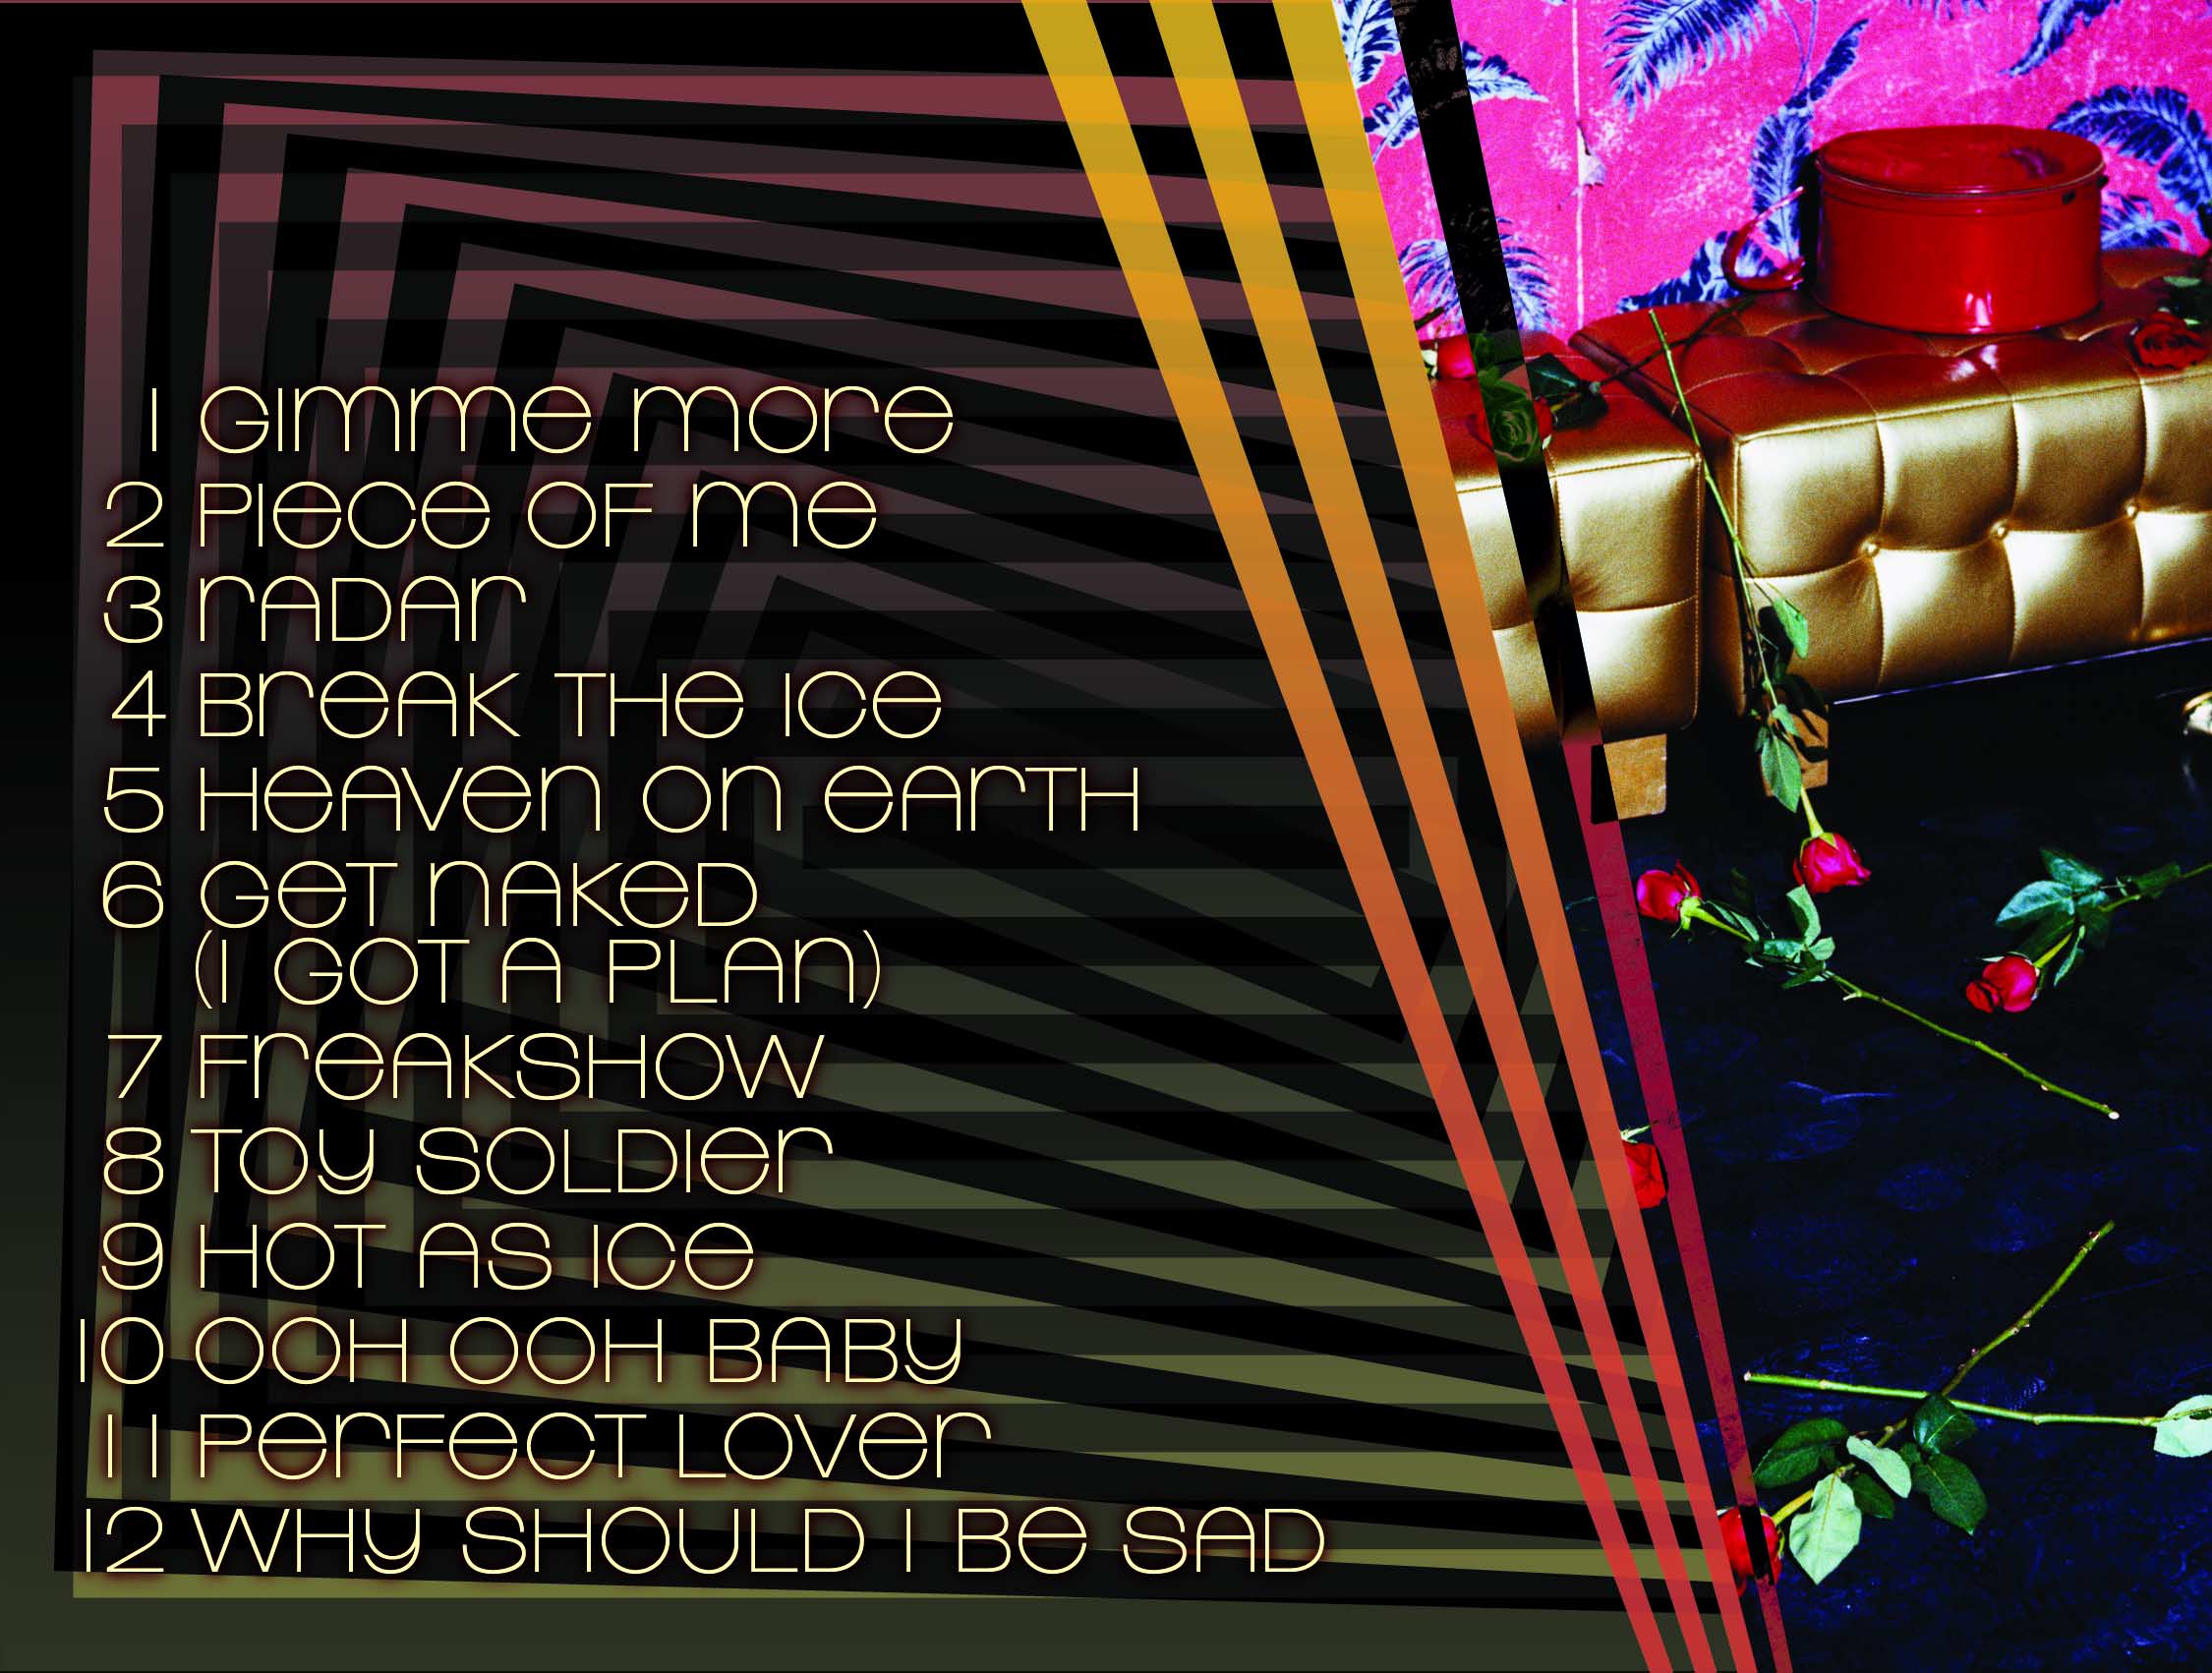 1 GIMME MORE
2 PIECE OF ME
3 RADAR
4 BREAK THE ICE
5 HEAVEN ON EARTH
6 GET NAKED
(I GOT A PLAN)
7 FREAKSHOW
8 TOY SOLDIER
9 HOT AS ICE
10 OOH OOH BABY
11 PERFECT LOVER
12 WHY SHOULD I BE SAD